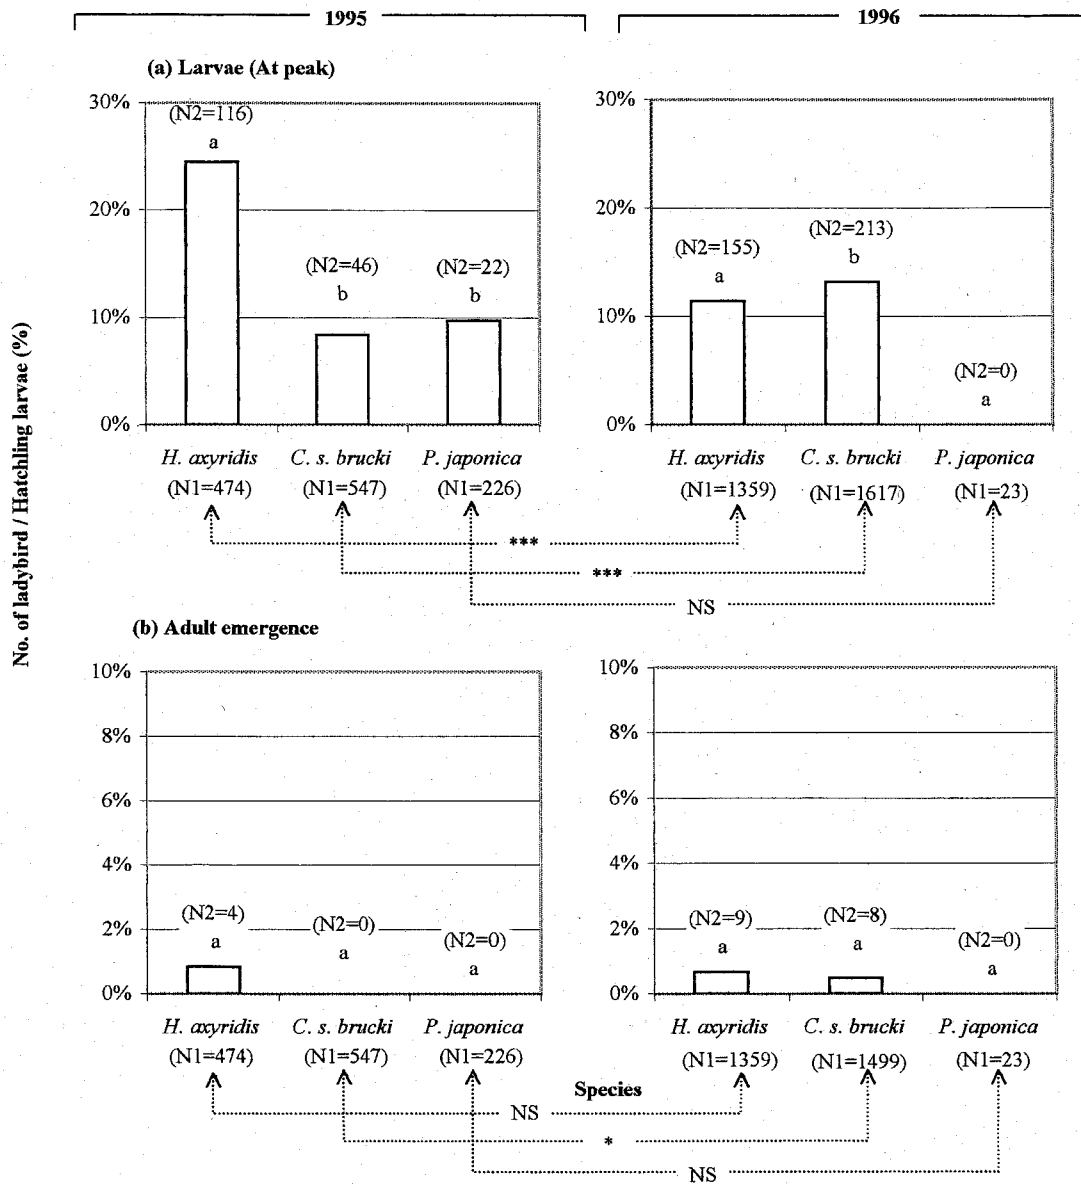 1995
1996
(a) Larvae (At peak)
No. of ladybird / Hatchling larvae (%)
30%
20%
10%
0%
(N2=116)
a
(N2=46)
b
(N2=22)
b
H. axyridis
C. s. brucki
P. japonica
(N1=474)
(N1=547)
(N1=226)
30%
20%
10%
0%
(N2=155)
a
(N2=213)
b
(N2=0)
a
H. axyridis
C. s. brucki
P. japonica
(N1=1359)
(N1=1617)
(N1=23)
***
***
NS
(b) Adult emergence
10%
8%
6%
4%
2%
0%
(N2=4)
a
(N2=0)
a
(N2=0)
a
H. axyridis
C. s. brucki
P. japonica
(N1=474)
(N1=547)
(N1=226)
10%
8%
6%
4%
2%
0%
(N2=9)
a
(N2=8)
a
(N2=0)
a
H. axyridis
C. s. brucki
P. japonica
(N1=1359)
(N1=1499)
(N1=23)
Species
NS
*
NS